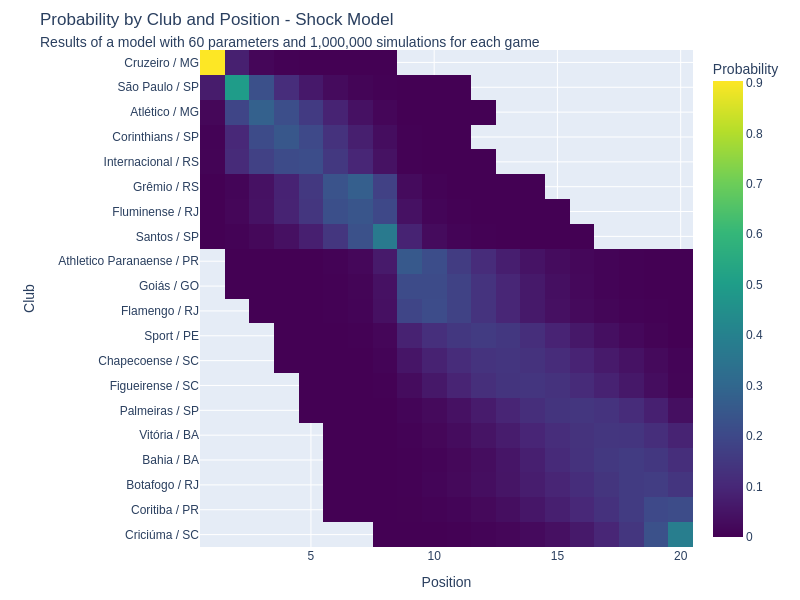 Probability by Club and Position - Shock Model
Results of a model with 60 parameters and 1,000,000 simulations for each game
Cruzeiro / MG
São Paulo / SP
Atlético / MG
Corinthians / SP
Internacional / RS
Grêmio / RS
Fluminense / RJ
Santos / SP
Athletico Paranaense / PR
Goiás / GO
Flamengo / RJ
Sport / PE
Chapecoense / SC
Figueirense / SC
Palmeiras / SP
Vitória / BA
Bahia / BA
Botafogo / RJ
Coritiba / PR
Criciúma / SC
Club
5
10
15
20
Position
Probability
0.9
0.8
0.7
0.6
0.5
0.4
0.3
0.2
0.1
0